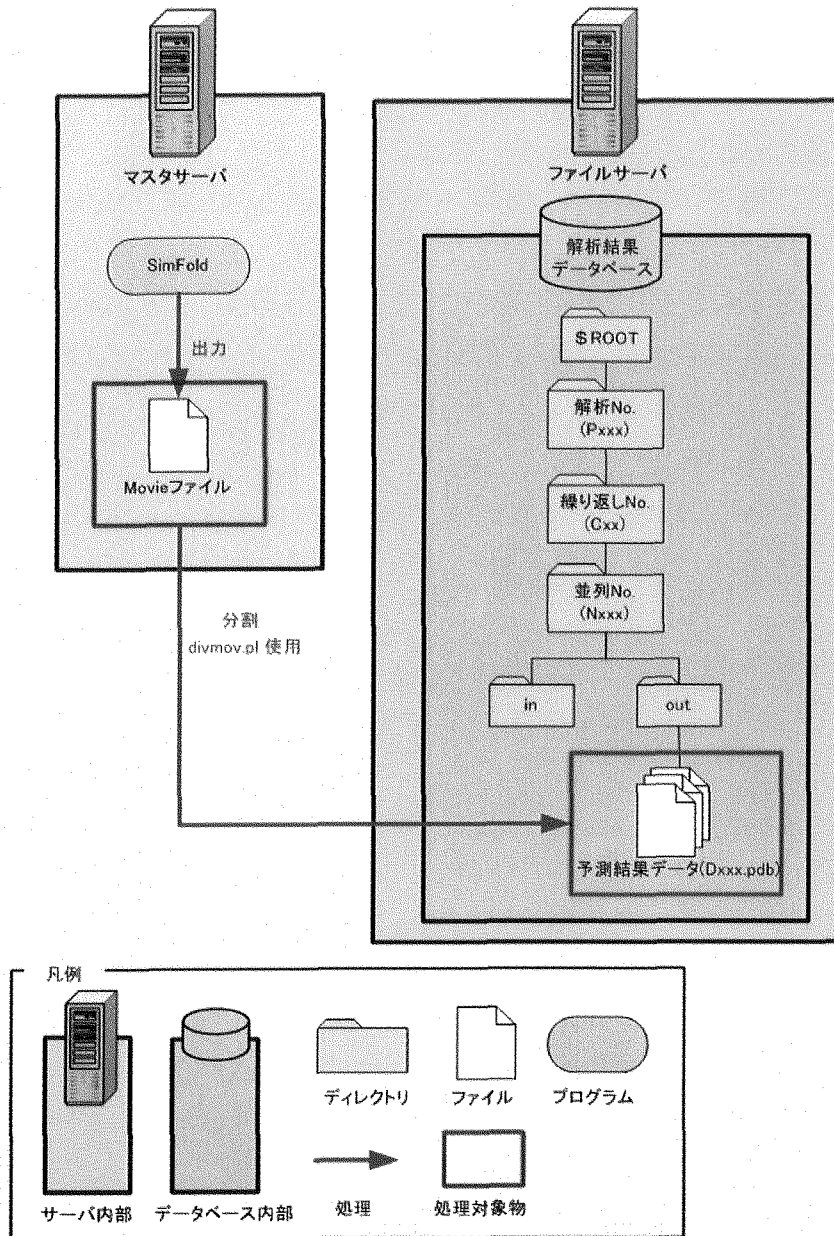 マスタサーバ
SimFold
出力
Movieファイル
分割
divmov.pl 使用
ファイルサーバ
解析結果
データベース
$ROOT
解析No.
(Pxxx)
繰り返しNo.
(Cxx)
並列No.
(Nxxx)
in
out
予測結果データ(Dxxx.pdb)
凡例
サーバ内部
データベース内部
ディレクトリ
ファイル
プログラム
処理
処理対象物